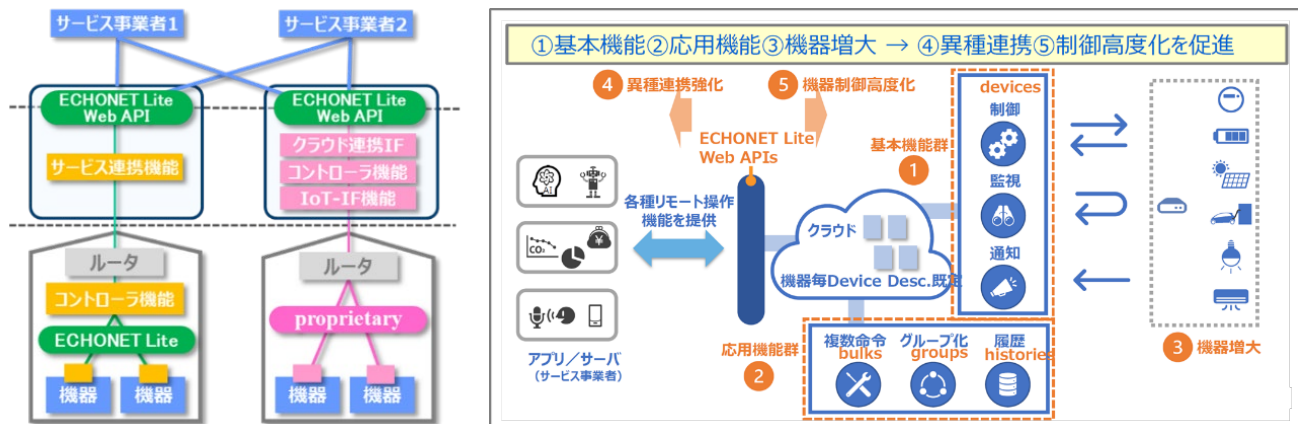 サービス事業者1
サービス事業者2
ECHONET Lite
Web API
サービス連携機能
ECHONET Lite
Web API
クラウド連携IF
コントローラ機能
IoT-IF機能
ルータ
コントローラ機能
ECHONET Lite
機器
機器
ルータ
proprietary
機器
機器
①基本機能②応用機能③機器増大 → ④異種連携⑤制御高度化を促進
4 異種連携強化
5 機器制御高度化
ECHONET Lite
Web APIs
基本機能群
1
各種リモート操作
機能を提供
AI
CO₂
¥
アプリ／サーバ
（サービス事業者）
クラウド
機器毎Device Desc.既定
devices
制御
監視
通知
応用機能群
2
複数命令
bulks
グループ化
groups
履歴
histories
3 機器増大